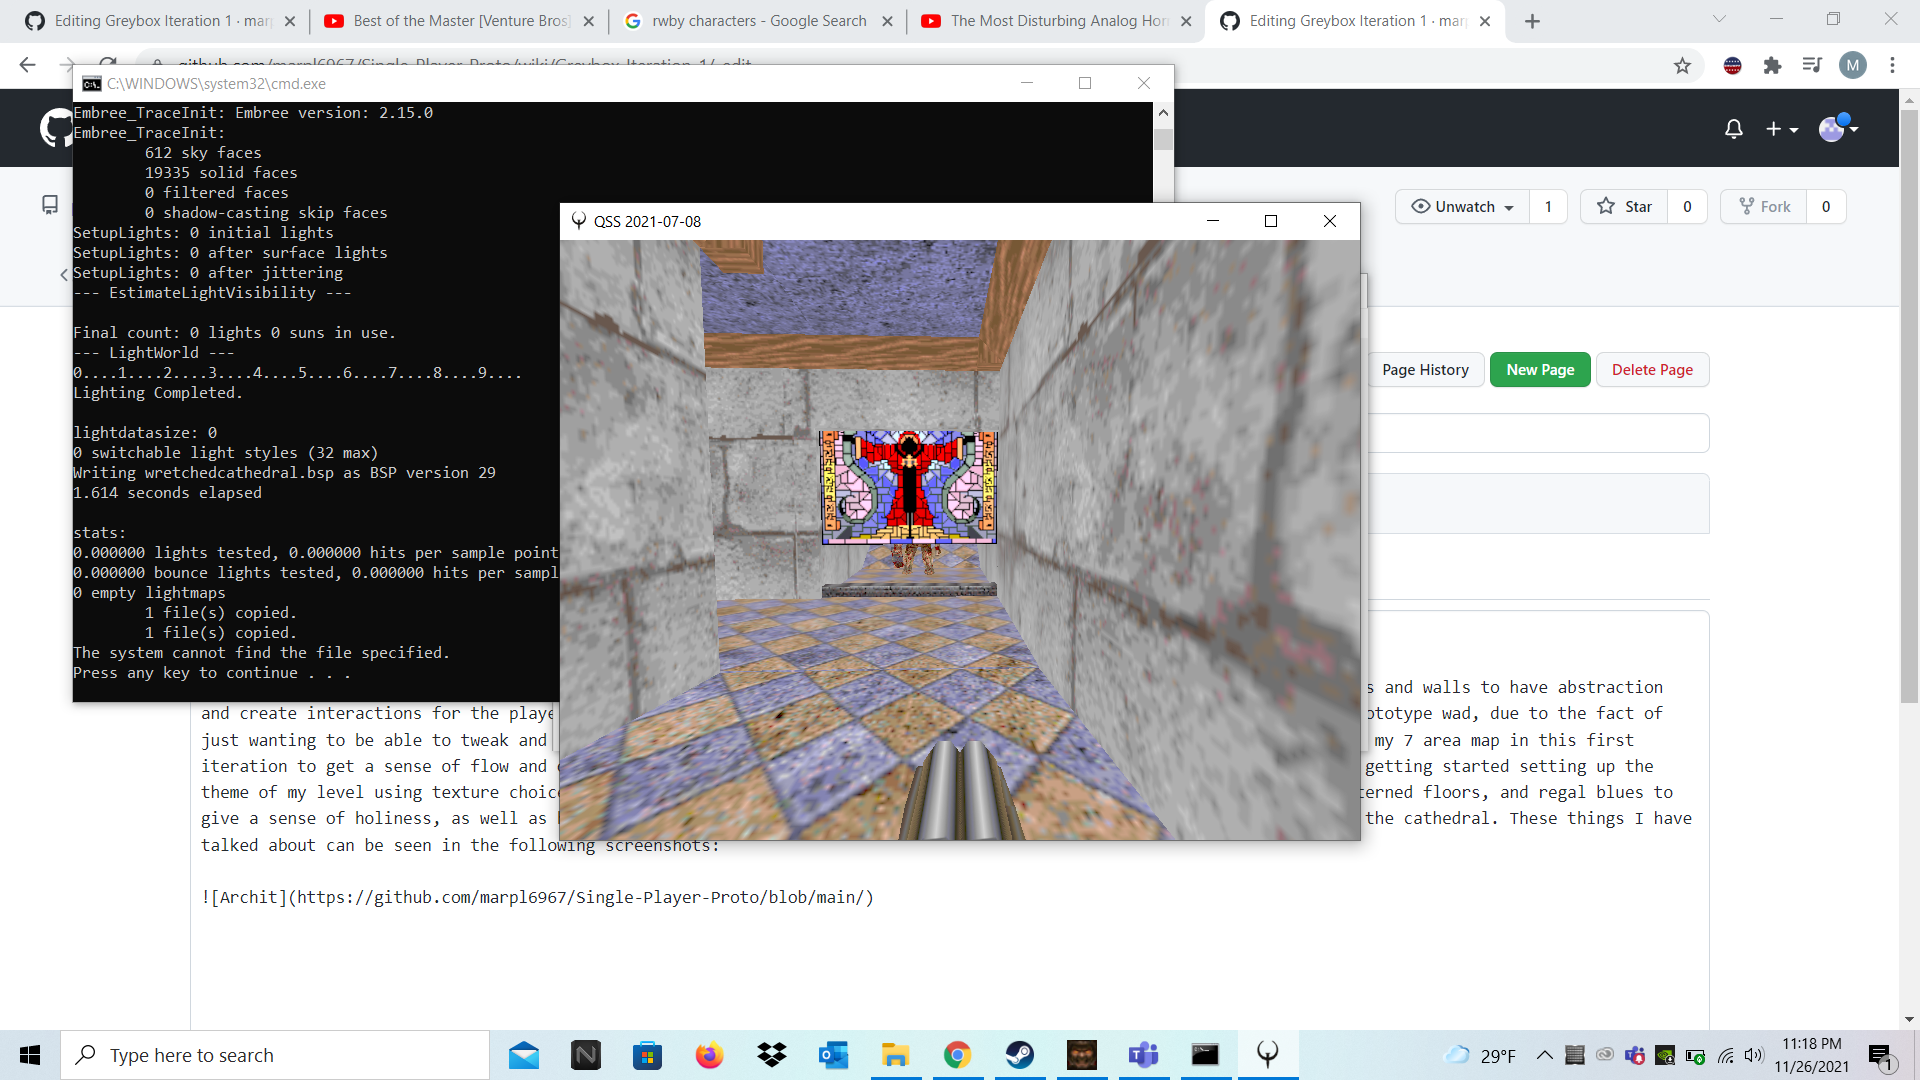 Editing Greybox Iteration 1 · mar
Best of the Master [Venture Bros]
rwby characters - Google Search
The Most Disturbing Analog Hor
Editing Greybox Iteration 1 · mar
github.com/marpl6967/Single-Player-Proto/wiki/Greybox-Iteration-1/_edit
M
C:\WINDOWS\system32\cmd.exe
Embree_TraceInit: Embree version: 2.15.0
Embree_TraceInit:
612 sky faces
19335 solid faces
0 filtered faces
0 shadow-casting skip faces
SetupLights: 0 initial lights
SetupLights: 0 after surface lights
SetupLights: 0 after jittering
--- EstimateLightVisibility ---
Final count: 0 lights 0 suns in use.
--- LightWorld ---
0....1....2....3....4....5....6....7....8....9....
Lighting Completed.
lightdatasize: 0
0 switchable light styles (32 max)
Writing wretchedcathedral.bsp as BSP version 29
1.614 seconds elapsed
stats:
0.000000 lights tested, 0.000000 hits per sample point
0.000000 bounce lights tested, 0.000000 hits per sampl
0 empty lightmaps
1 file(s) copied.
1 file(s) copied.
The system cannot find the file specified.
Press any key to continue . . .
QSS 2021-07-08
Unwatch 1
Star 0
Fork 0
Page History
New Page
Delete Page
s and walls to have abstraction
and create interactions for the playe ototype wad, due to the fact of
just wanting to be able to tweak and my 7 area map in this first
iteration to get a sense of flow and getting started setting up the
theme of my level using texture choic terned floors, and regal blues to
give a sense of holiness, as well as the cathedral. These things I have
talked about can be seen in the following screenshots:
![Archit](https://github.com/marpl6967/Single-Player-Proto/blob/main/)
Type here to search
29°F
11:18 PM
11/26/2021
1